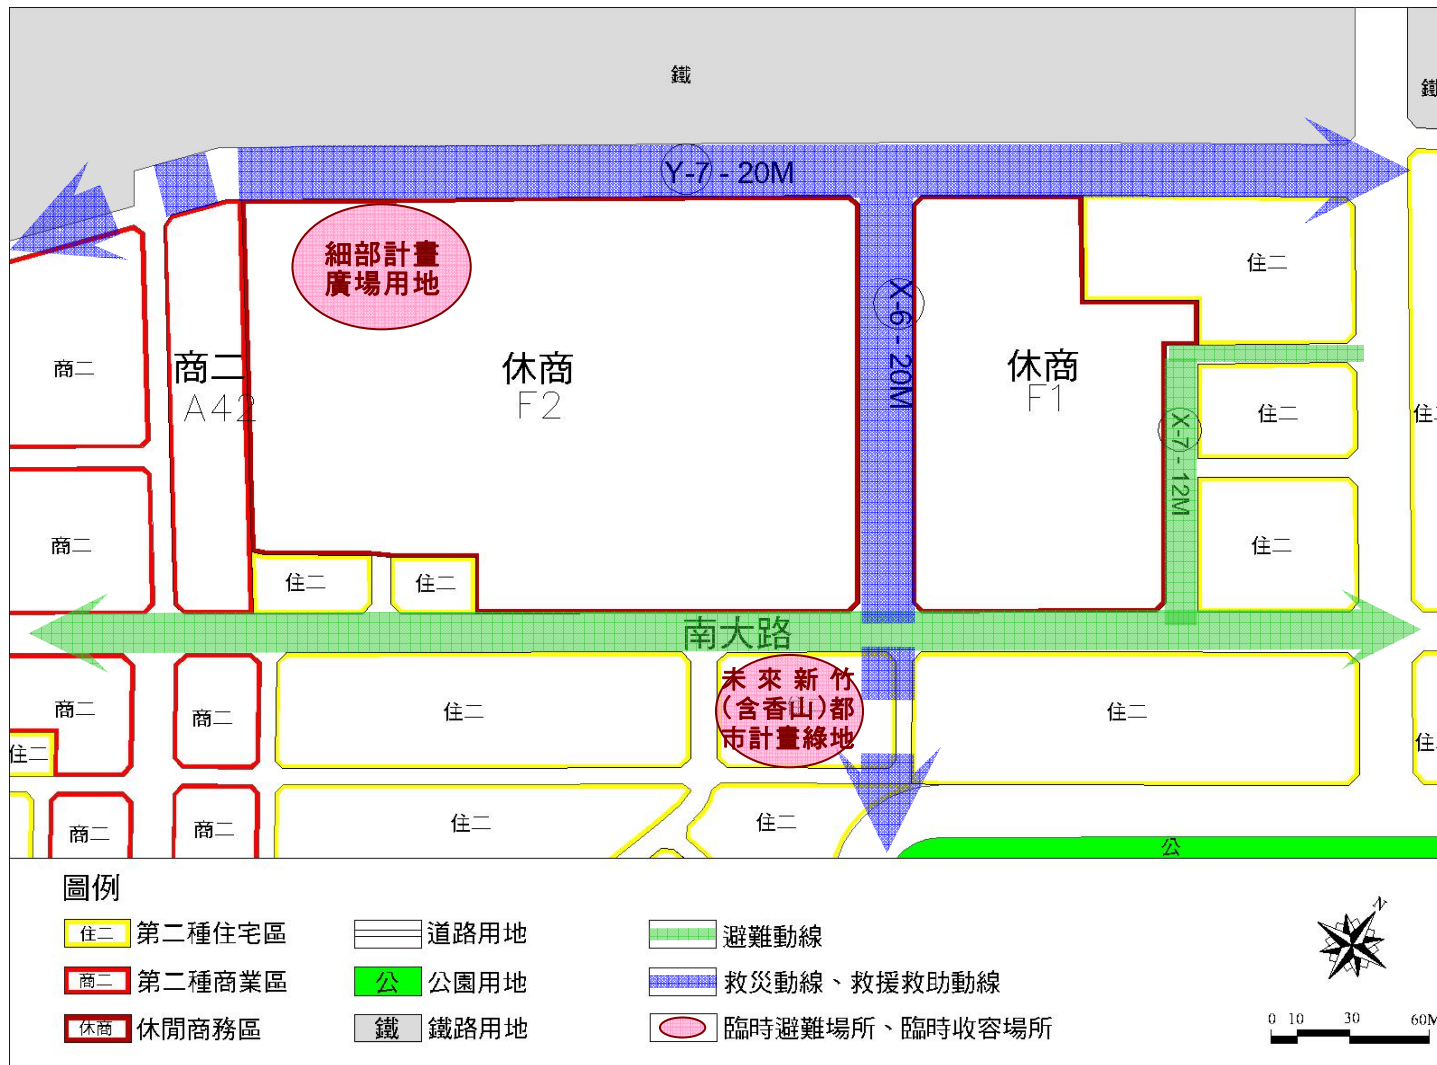 鐵
鐵
Y-7 - 20M
細部計畫
廣場用地
住二
X-6 - 20M
商二
商二
A42
休商
F2
休商
F1
住二
住
X-7 - 12M
商二
住二
住二
住二
南大路
未來新竹
(含香山)都
市計畫綠地
商二
商二
住二
住二
住二
住
商二
商二
住二
住二
公
圖例
住二 第二種住宅區
道路用地
避難動線
商二 第二種商業區
公 公園用地
救災動線、救援救助動線
休商 休閒商務區
鐵 鐵路用地
臨時避難場所、臨時收容場所
N
0 10 30 60M